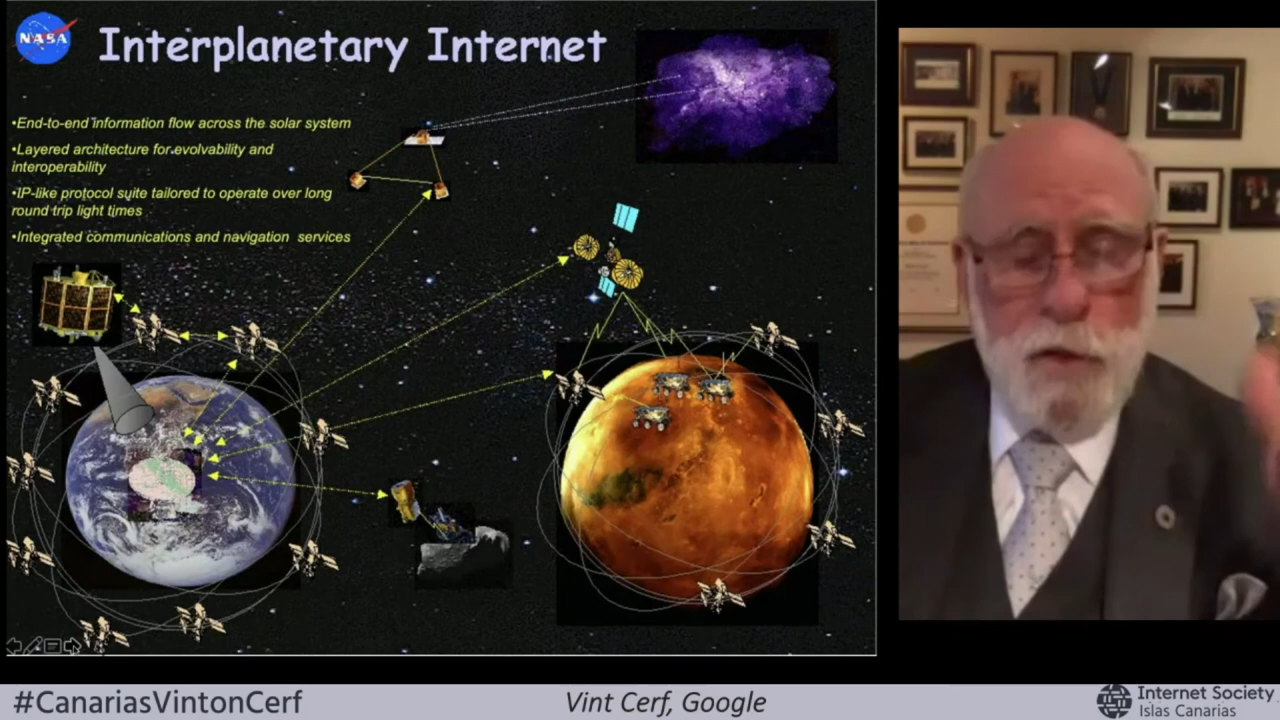 NASA
Interplanetary Internet
•End-to-end information flow across the solar system
•Layered architecture for evolvability and
interoperability
•IP-like protocol suite tailored to operate over long
round trip light times
•Integrated communications and navigation services
#CanariasVintonCerf
Vint Cerf, Google
Internet Society
Islas Canarias